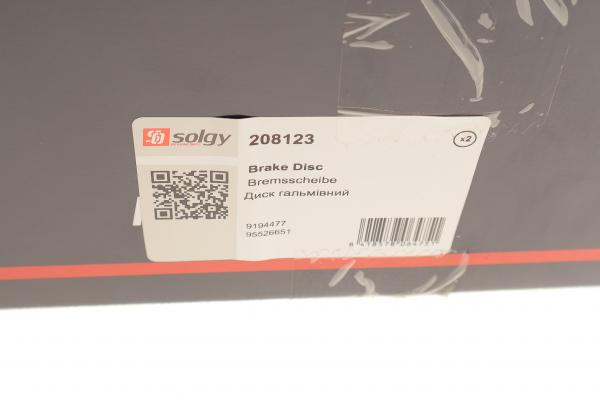 solgy
208123
x2
Brake Disc
Bremsscheibe
Диск гальмівний
9194477
95526651